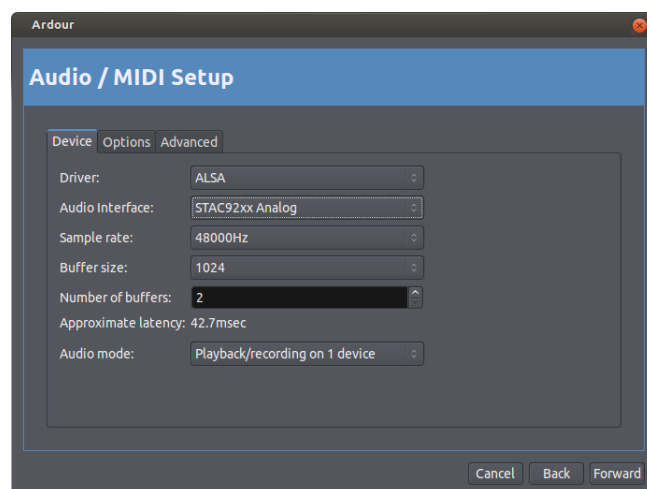 Ardour
Audio / MIDI Setup
Device Options Advanced
Driver: ALSA
Audio Interface: STAC92xx Analog
Sample rate: 48000Hz
Buffer size: 1024
Number of buffers: 2
Approximate latency: 42.7msec
Audio mode: Playback/recording on 1 device
Cancel Back Forward